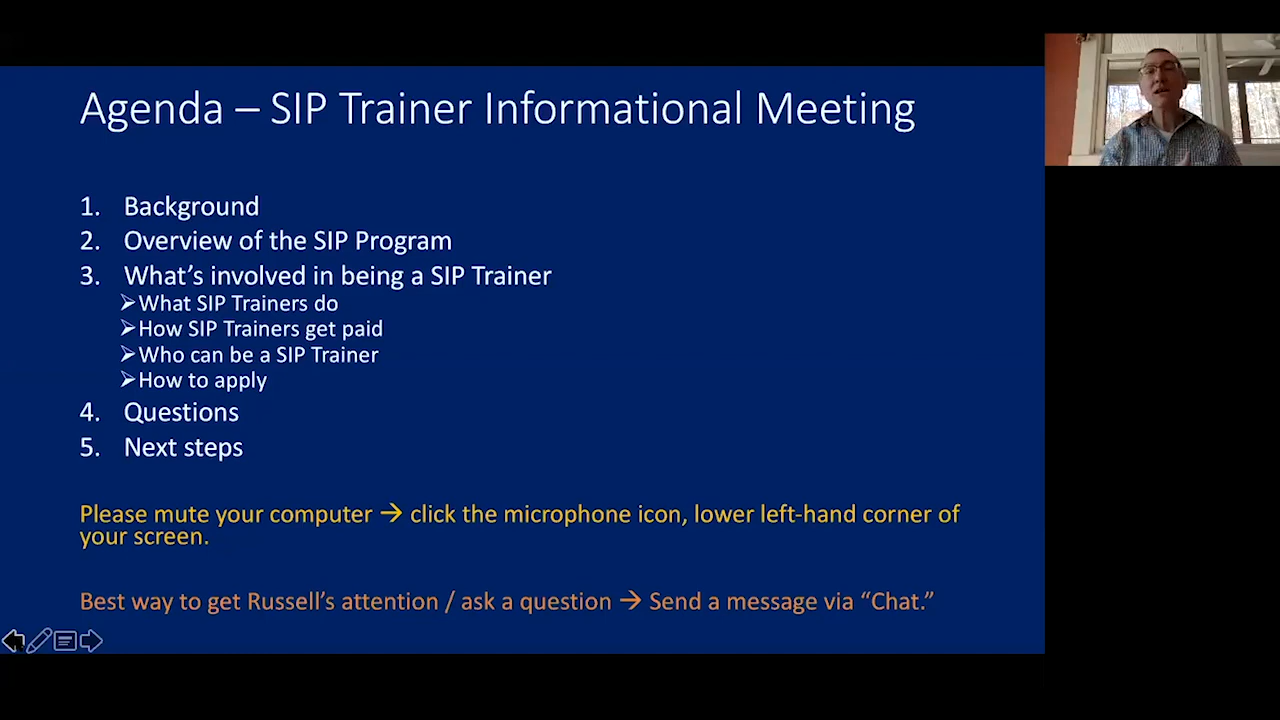 Agenda – SIP Trainer Informational Meeting
1. Background
2. Overview of the SIP Program
3. What's involved in being a SIP Trainer
➢What SIP Trainers do
➢How SIP Trainers get paid
➢Who can be a SIP Trainer
➢How to apply
4. Questions
5. Next steps
Please mute your computer → click the microphone icon, lower left-hand corner of
your screen.
Best way to get Russell's attention / ask a question → Send a message via “Chat.”